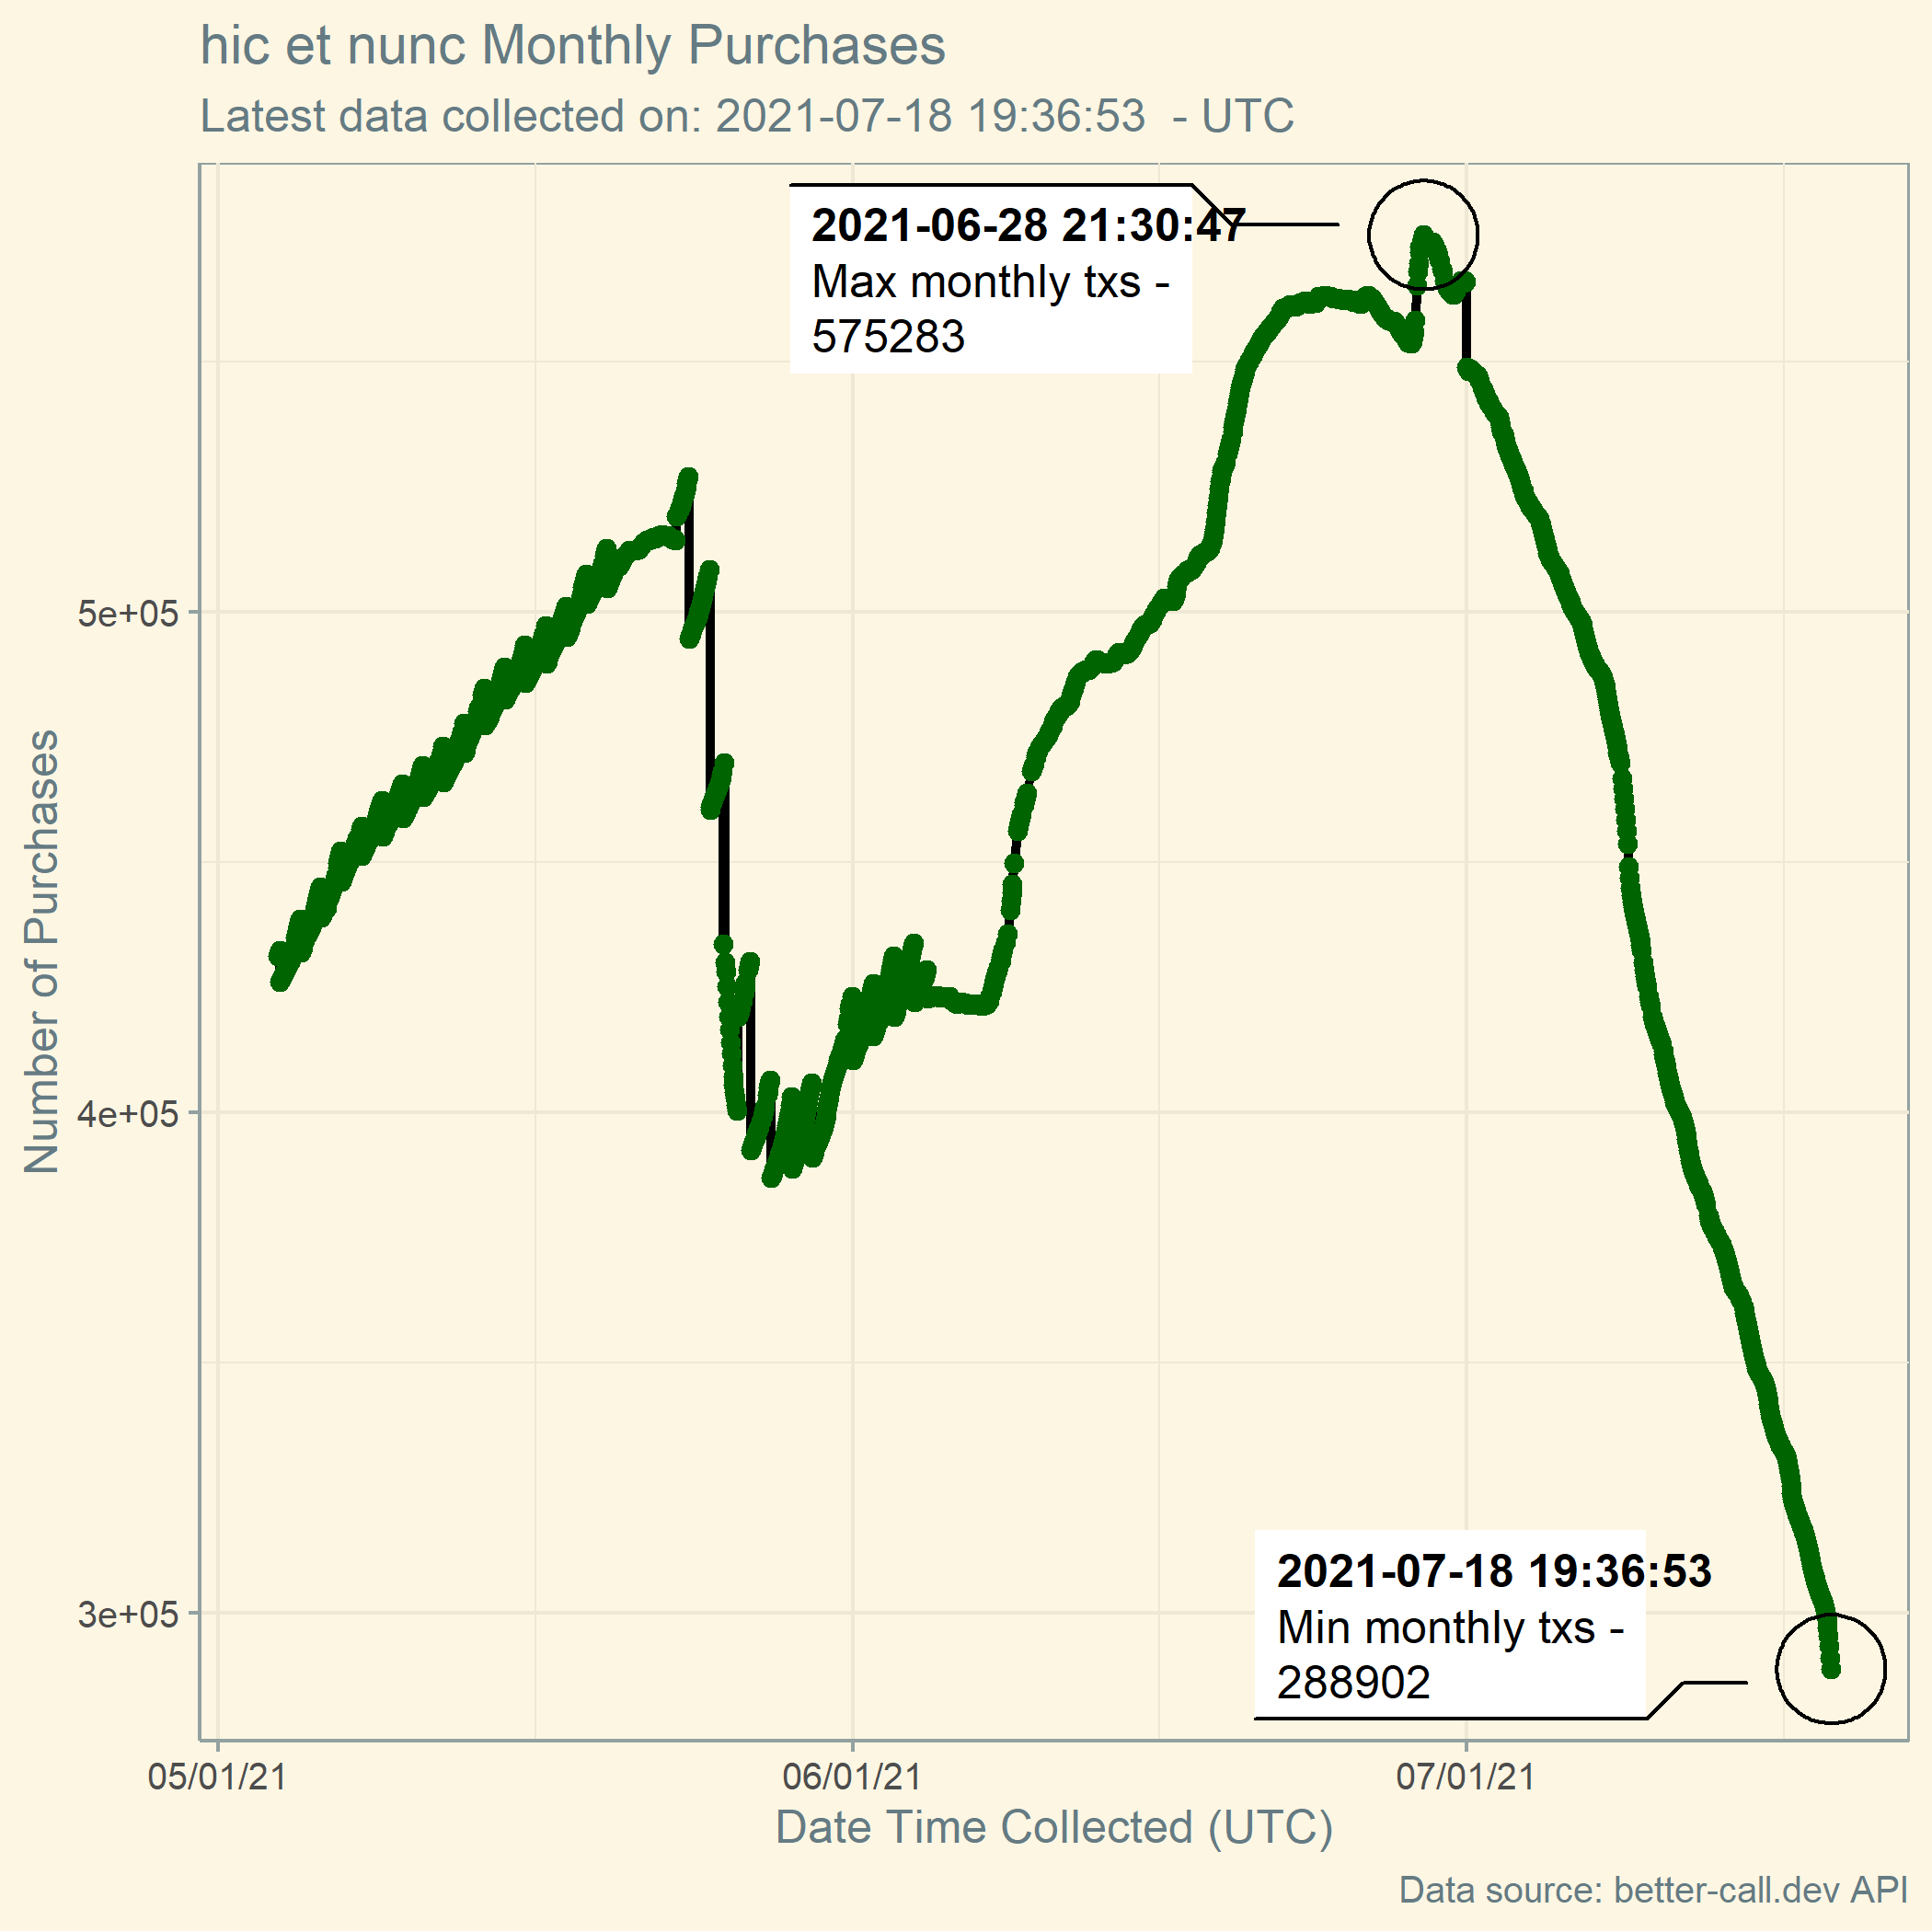 hic et nunc Monthly Purchases
Latest data collected on: 2021-07-18 19:36:53  - UTC
2021-06-28 21:30:47
Max monthly txs -
575283
Number of Purchases
5e+05
4e+05
3e+05
2021-07-18 19:36:53
Min monthly txs -
288902
05/01/21
06/01/21
07/01/21
Date Time Collected (UTC)
Data source: better-call.dev API